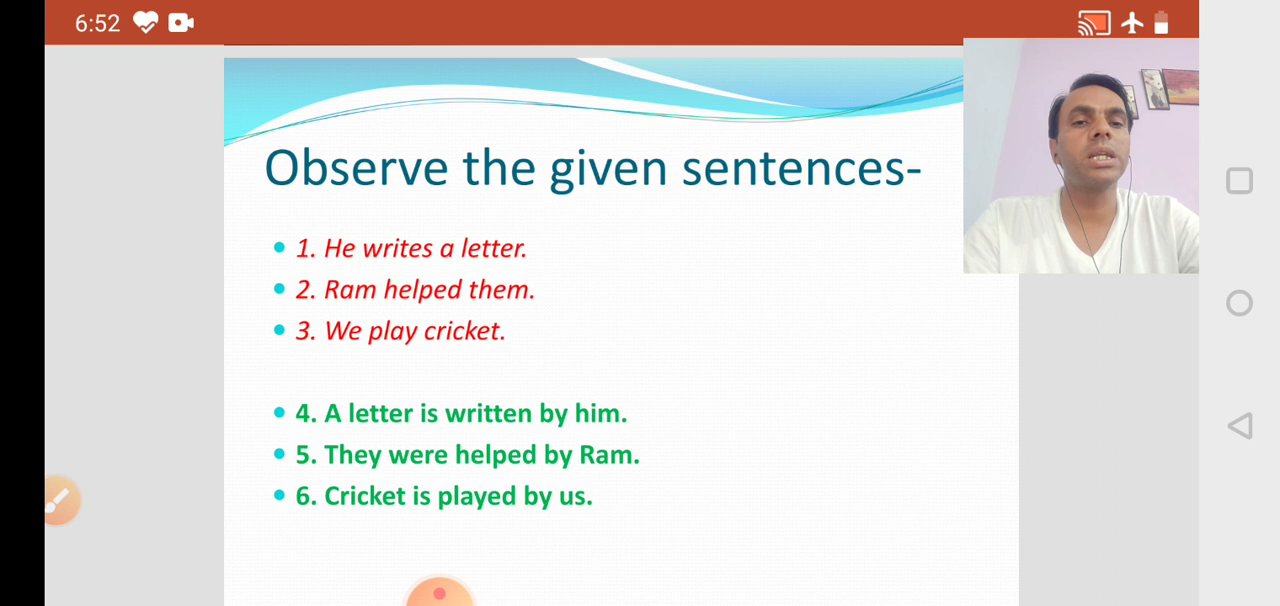 6:52
Observe the given sentences-
1. He writes a letter.
2. Ram helped them.
3. We play cricket.
4. A letter is written by him.
5. They were helped by Ram.
6. Cricket is played by us.